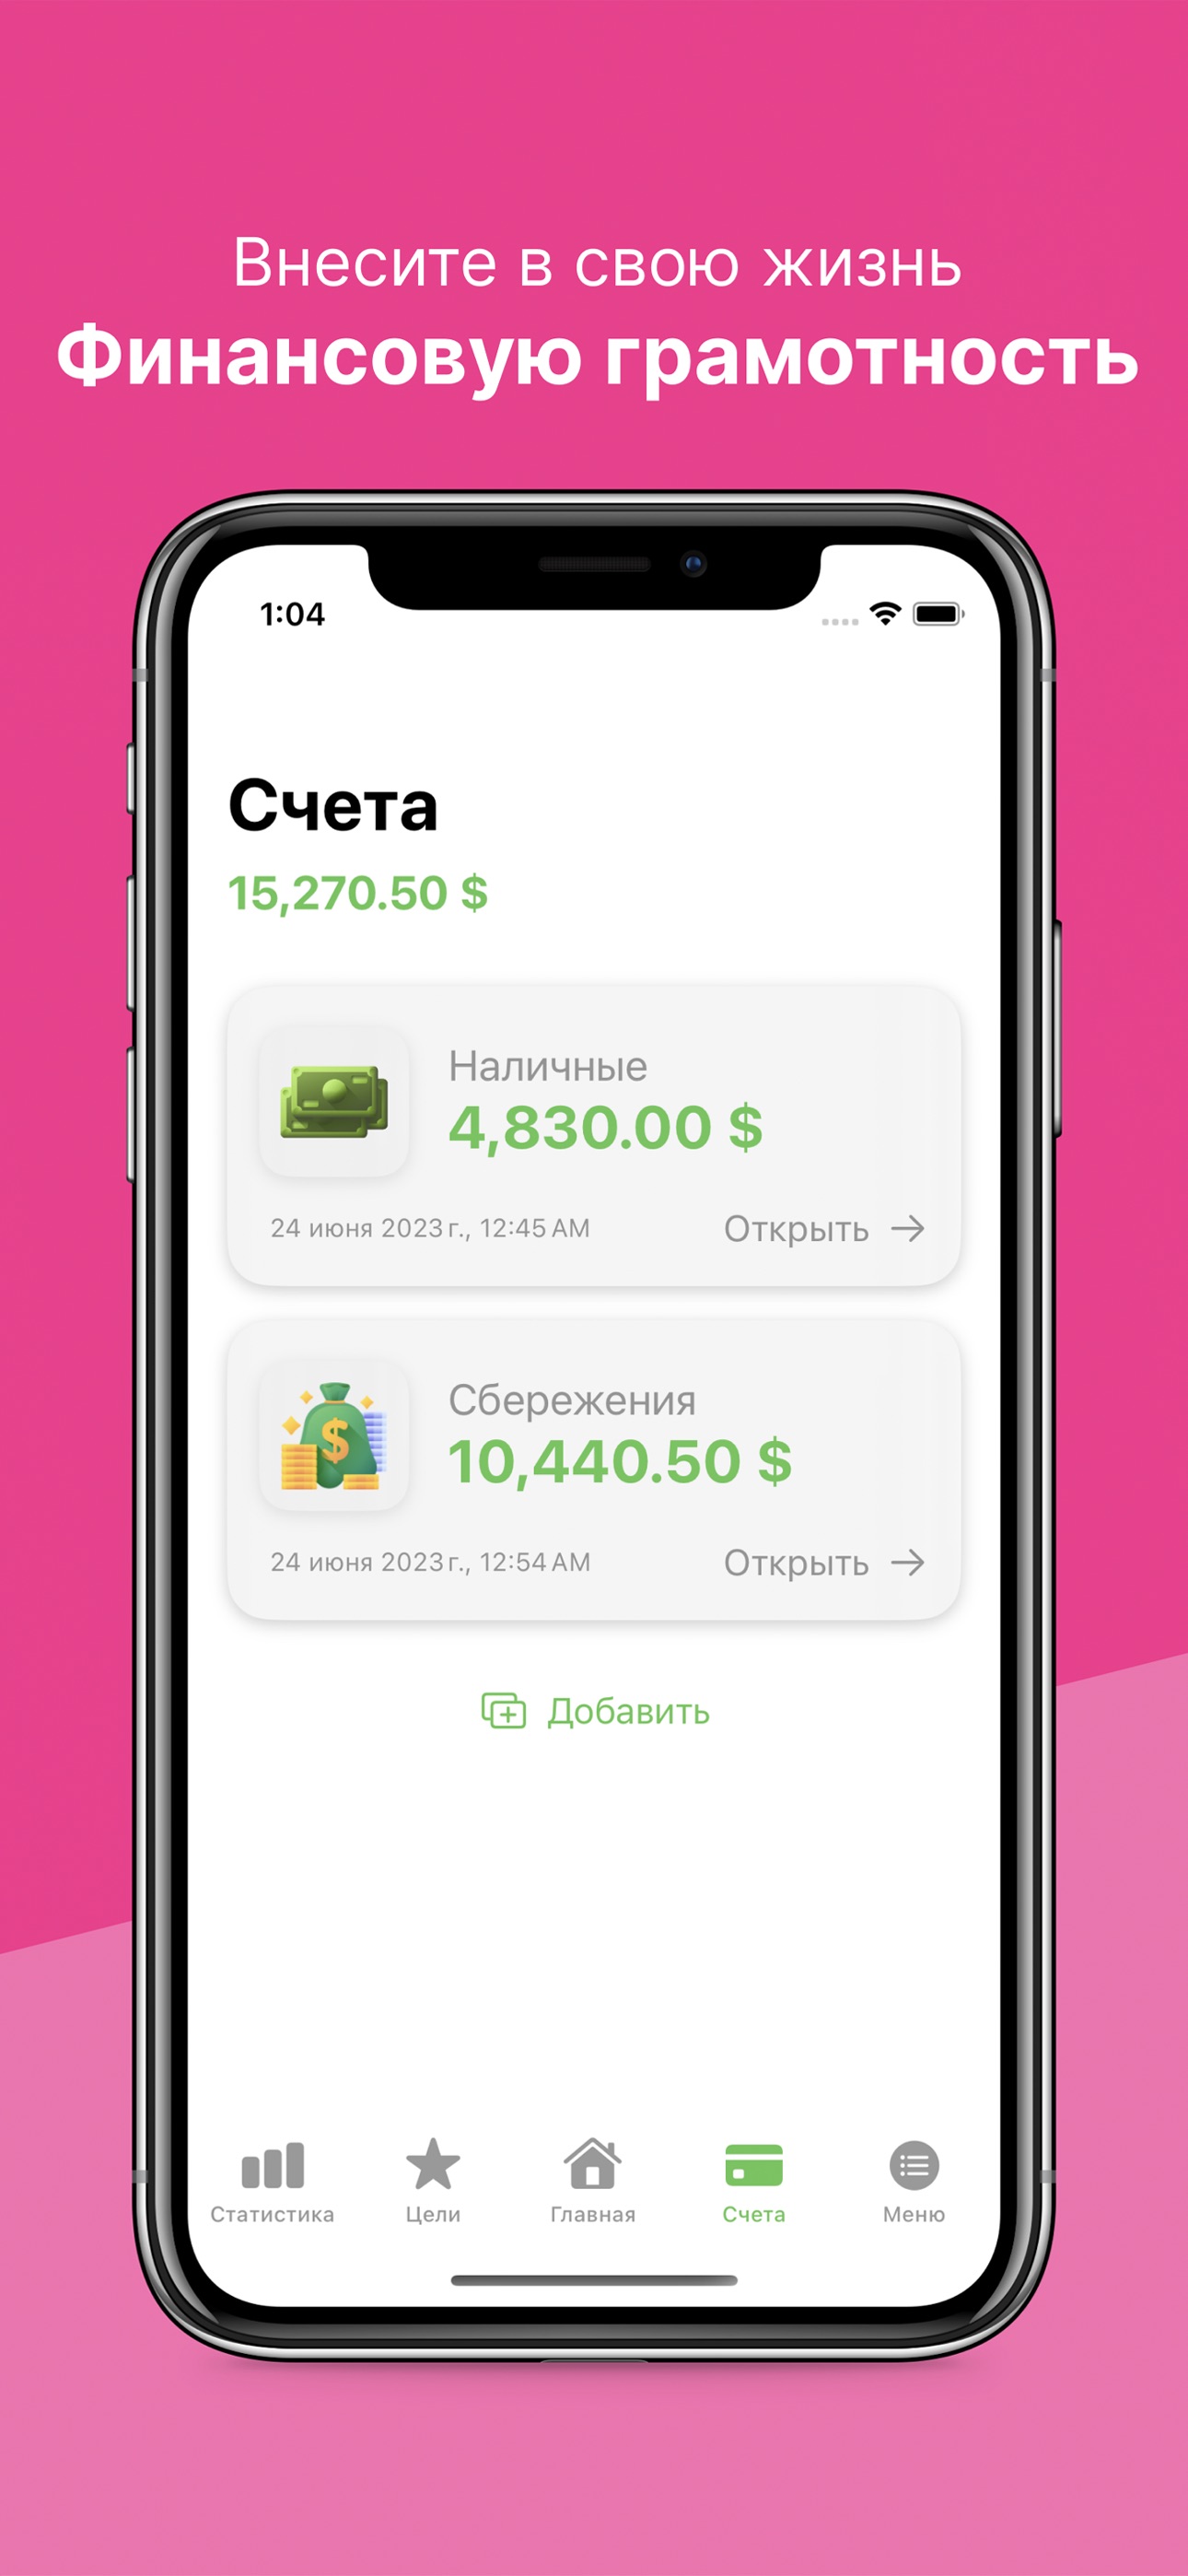 Внесите в свою жизнь
Финансовую грамотность
1:04
Счета
15,270.50 $
Наличные
4,830.00 $
24 июня 2023 г., 12:45 AM
Открыть →
Сбережения
10,440.50 $
24 июня 2023 г., 12:54 AM
Открыть →
Добавить
Статистика
Цели
Главная
Счета
Меню